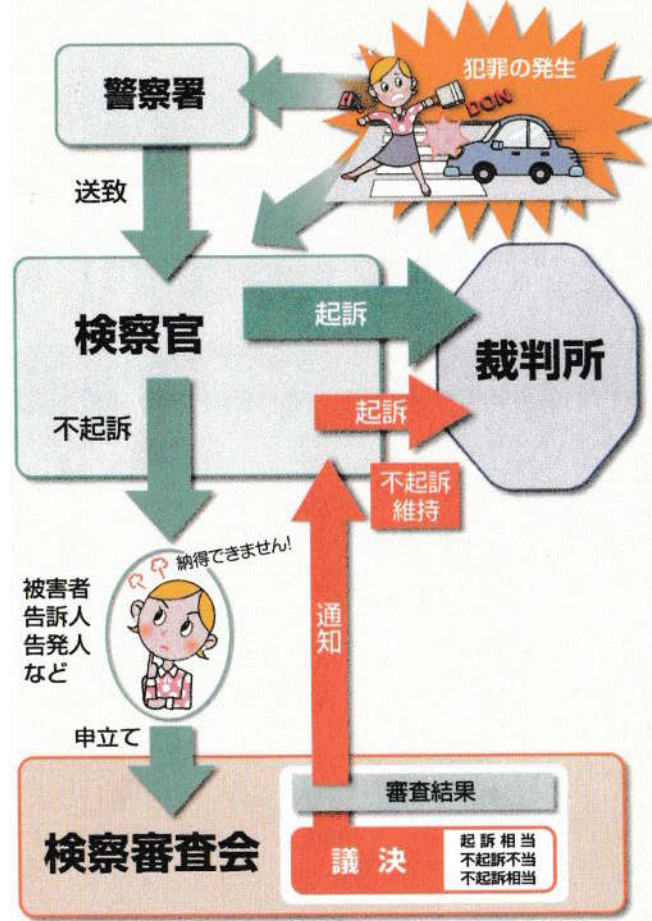 犯罪の発生
DON
警察署
送致
検察官
起訴
裁判所
起訴
不起訴
不起訴
維持
納得できません!
被害者
告訴人
告発人
など
通知
申立て
審査結果
検察審査会
議決
起訴相当
不起訴不当
不起訴相当